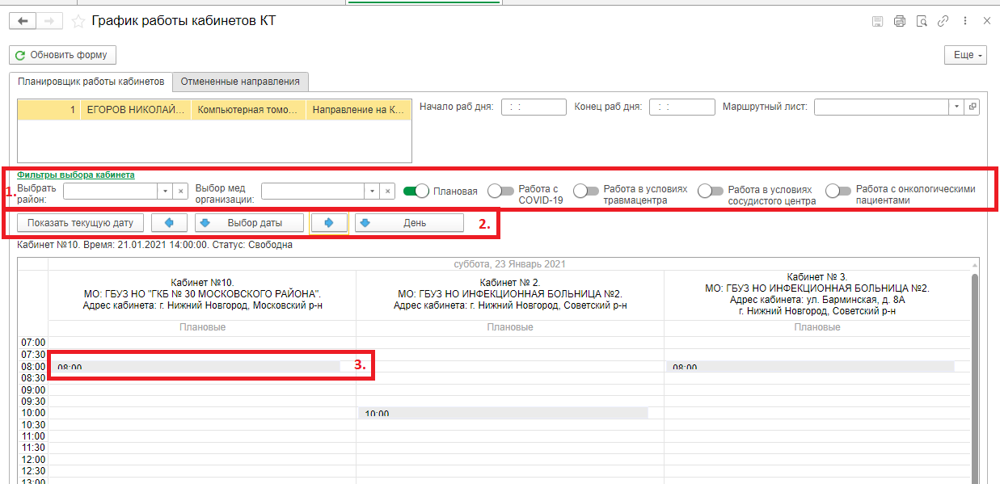 График работы кабинетов КТ
Обновить форму
Еще
Планировщик работы кабинетов
Отмененные направления
1 ЕГОРОВ НИКОЛАЙ... Компьютерная томо... Направление на К...
Начало раб дня: : :
Конец раб дня: : :
Маршрутный лист:
Фильтры выбора кабинета
1.
Выбрать
район:
Выбор мед
организации:
Плановая
Работа с
COVID-19
Работа в условиях
травмацентра
Работа в условиях
сосудистого центра
Работа с онкологическими
пациентами
Показать текущую дату
Выбор даты
День
2.
Кабинет №10. Время: 21.01.2021 14:00:00. Статус: Свободна
суббота, 23 Январь 2021
Кабинет №10.
МО: ГБУЗ НО "ГКБ № 30 МОСКОВСКОГО РАЙОНА".
Адрес кабинета: г. Нижний Новгород, Московский р-н
Кабинет № 2.
МО: ГБУЗ НО ИНФЕКЦИОННАЯ БОЛЬНИЦА №2.
Адрес кабинета: г. Нижний Новгород, Советский р-н
Кабинет № 3.
МО: ГБУЗ НО ИНФЕКЦИОННАЯ БОЛЬНИЦА №2.
Адрес кабинета: ул. Барминская, д. 8А
г. Нижний Новгород, Советский р-н
Плановые
Плановые
Плановые
07:00
07:30
08:00 08:00 3. 08:00
08:30
09:00
09:30
10:00 10:00
10:30
11:00
11:30
12:00
12:30
13:00